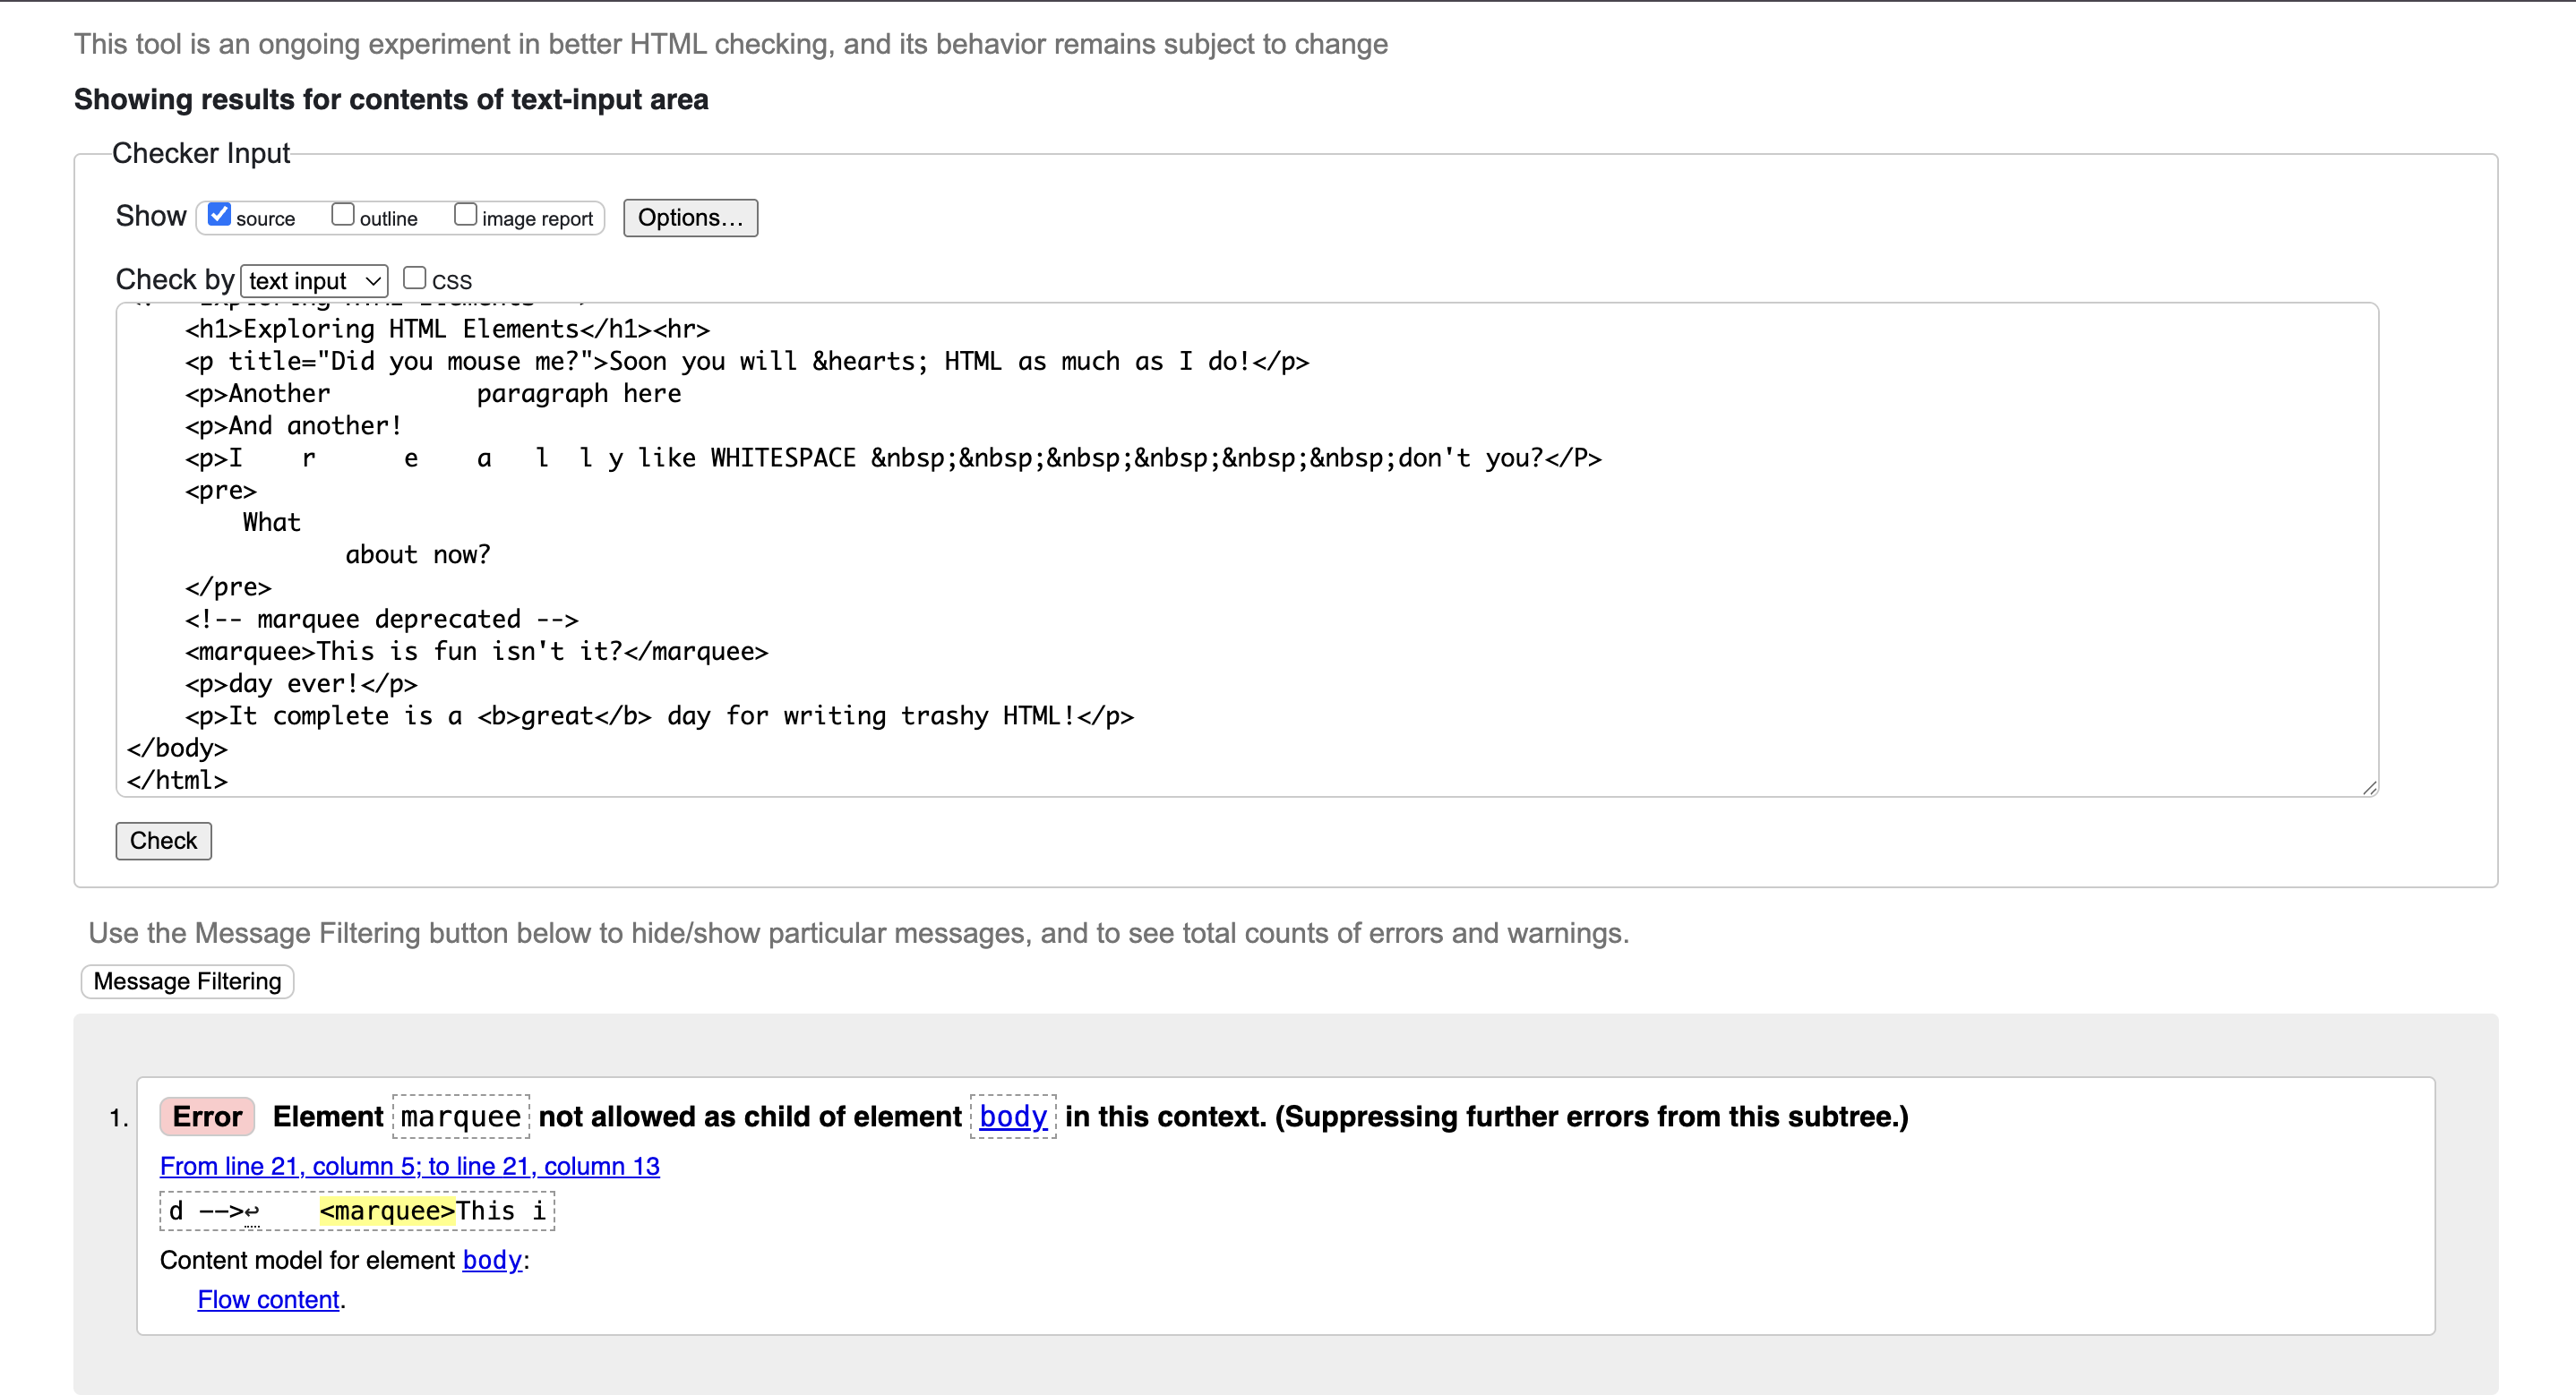 This tool is an ongoing experiment in better HTML checking, and its behavior remains subject to change
Showing results for contents of text-input area
Checker Input
Show source outline image report Options...
Check by text input CSS
    <h1>Exploring HTML Elements</h1><hr>
    <p title="Did you mouse me?">Soon you will &hearts; HTML as much as I do!</p>
    <p>Another          paragraph here
    <p>And another!
    <p>I    r      e    a   l  l y like WHITESPACE &nbsp;&nbsp;&nbsp;&nbsp;&nbsp;&nbsp;don't you?</P>
    <pre>
        What
               about now?
    </pre>
    <!-- marquee deprecated -->
    <marquee>This is fun isn't it?</marquee>
    <p>day ever!</p>
    <p>It complete is a <b>great</b> day for writing trashy HTML!</p>
</body>
</html>
Check
Use the Message Filtering button below to hide/show particular messages, and to see total counts of errors and warnings.
Message Filtering
1. Error Element marquee not allowed as child of element body in this context. (Suppressing further errors from this subtree.)
From line 21, column 5; to line 21, column 13
d -->↩    <marquee>This i
Content model for element body:
Flow content.